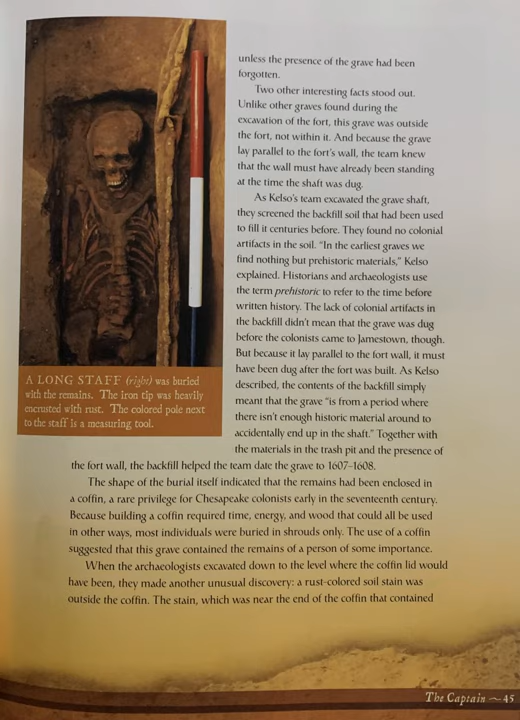 unless the presence of the grave had been
forgotten.
Two other interesting facts stood out.
Unlike other graves found during the
excavation of the fort, this grave was outside
the fort, not within it. And because the grave
lay parallel to the fort's wall, the team knew
that the wall must have already been standing
at the time the shaft was dug.
As Kelso's team excavated the grave shaft,
they screened the backfill soil that had been used
to fill it centuries before. They found no colonial
artifacts in the soil. "In the earliest graves we
find nothing but prehistoric materials," Kelso
explained. Historians and archaeologists use
the term prehistoric to refer to the time before
written history. The lack of colonial artifacts in
the backfill didn't mean that the grave was dug
before the colonists came to Jamestown, though.
But because it lay parallel to the fort wall, it must
have been dug after the fort was built. As Kelso
described, the contents of the backfill simply
meant that the grave "is from a period where
there isn't enough historic material around to
accidentally end up in the shaft." Together with
the materials in the trash pit and the presence of
the fort wall, the backfill helped the team date the grave to 1607–1608.
The shape of the burial itself indicated that the remains had been enclosed in
a coffin, a rare privilege for Chesapeake colonists early in the seventeenth century.
Because building a coffin required time, energy, and wood that could all be used
in other ways, most individuals were buried in shrouds only. The use of a coffin
suggested that this grave contained the remains of a person of some importance.
When the archaeologists excavated down to the level where the coffin lid would
have been, they made another unusual discovery: a rust-colored soil stain was
outside the coffin. The stain, which was near the end of the coffin that contained
A LONG STAFF (right) was buried
with the remains. The iron tip was heavily
encrusted with rust. The colored pole next
to the staff is a measuring tool.
The Captain ~ 45